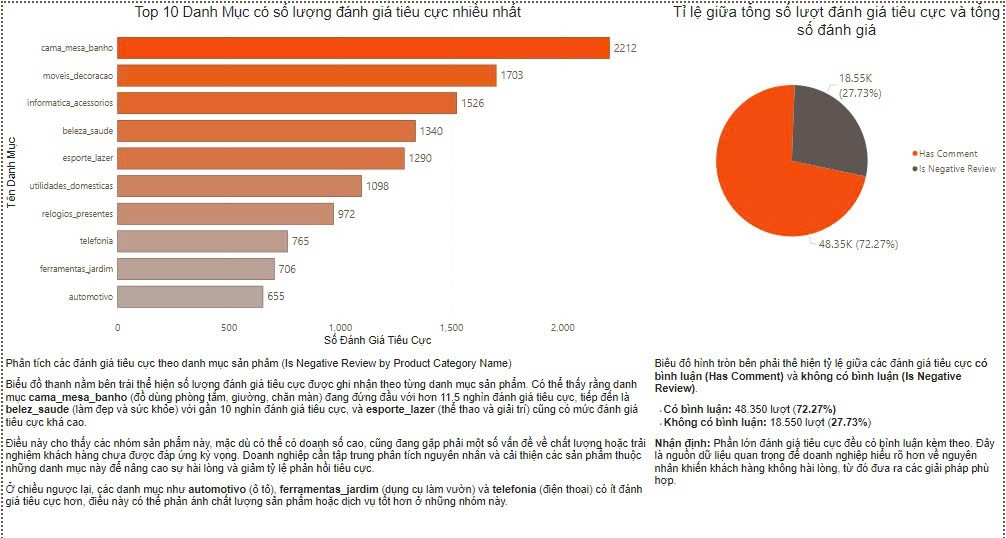 Top 10 Danh Mục có số lượng đánh giá tiêu cực nhiều nhất
Tên Danh Mục
cama_mesa_banho
2212
moveis_decoracao
1703
informatica_acessorios
1526
beleza_saude
1340
esporte_lazer
1290
utilidades_domesticas
1098
relogios_presentes
972
telefonia
765
ferramentas_jardim
706
automotivo
655
0
500
1,000
1,500
2,000
Số Đánh Giá Tiêu Cực
Tỉ lệ giữa tổng số lượt đánh giá tiêu cực và tổng
số đánh giá
18.55K
(27.73%)
48.35K (72.27%)
Has Comment
Is Negative Review
Phân tích các đánh giá tiêu cực theo danh mục sản phẩm (Is Negative Review by Product Category Name)
Biểu đồ thanh nằm bên trái thể hiện số lượng đánh giá tiêu cực được ghi nhận theo từng danh mục sản phẩm. Có thể thấy rằng danh
mục cama_mesa_banho (đồ dùng phòng tắm, giường, chăn màn) đang đứng đầu với hơn 11.5 nghìn đánh giá tiêu cực, tiếp đến là
belez_saude (làm đẹp và sức khỏe) với gần 10 nghìn đánh giá tiêu cực, và esporte_lazer (thể thao và giải trí) cũng có mức đánh giá
tiêu cực khá cao.
Điều này cho thấy các nhóm sản phẩm này, mặc dù có thể có doanh số cao, cũng đang gặp phải một số vấn đề về chất lượng hoặc trải
nghiệm khách hàng chưa được đáp ứng kỳ vọng. Doanh nghiệp cần tập trung phân tích nguyên nhân và cải thiện các sản phẩm thuộc
những danh mục này để nâng cao sự hài lòng và giảm tỷ lệ phản hồi tiêu cực.
Ở chiều ngược lại, các danh mục như automotivo (ô tô), ferramentas_jardim (dụng cụ làm vườn) và telefonia (điện thoại) có ít đánh
giá tiêu cực hơn, điều này có thể phản ánh chất lượng sản phẩm hoặc dịch vụ tốt hơn ở những nhóm này.
Biểu đồ hình tròn bên phải thể hiện tỷ lệ giữa các đánh giá tiêu cực có
bình luận (Has Comment) và không có bình luận (Is Negative
Review).
· Có bình luận: 48.350 lượt (72.27%)
· Không có bình luận: 18.550 lượt (27.73%)
Nhận định: Phần lớn đánh giá tiêu cực đều có bình luận kèm theo. Đây
là nguồn dữ liệu quan trọng để doanh nghiệp hiểu rõ hơn về nguyên
nhân khiến khách hàng không hài lòng, từ đó đưa ra các giải pháp phù
hợp.